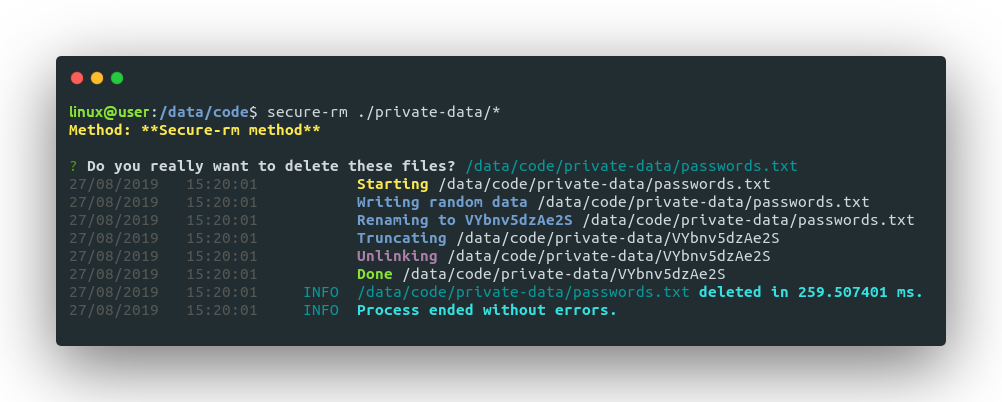 linux@user:/data/code$ secure-rm ./private-data/*
Method: **Secure-rm method**
? Do you really want to delete these files? /data/code/private-data/passwords.txt
27/08/2019 15:20:01 Starting /data/code/private-data/passwords.txt
27/08/2019 15:20:01 Writing random data /data/code/private-data/passwords.txt
27/08/2019 15:20:01 Renaming to VYbnv5dzAe2S /data/code/private-data/passwords.txt
27/08/2019 15:20:01 Truncating /data/code/private-data/VYbnv5dzAe2S
27/08/2019 15:20:01 Unlinking /data/code/private-data/VYbnv5dzAe2S
27/08/2019 15:20:01 Done /data/code/private-data/VYbnv5dzAe2S
27/08/2019 15:20:01 INFO /data/code/private-data/passwords.txt deleted in 259.507401 ms.
27/08/2019 15:20:01 INFO Process ended without errors.